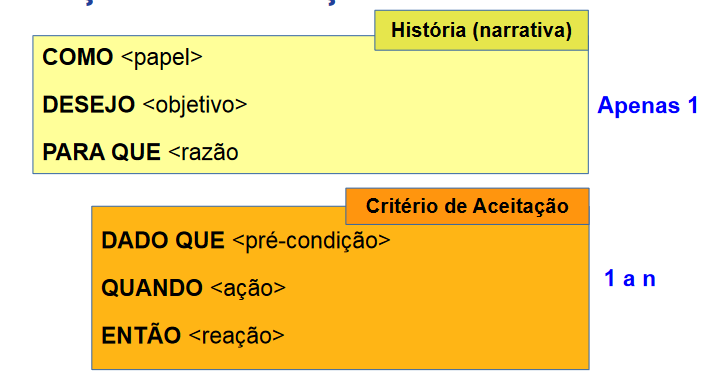 História (narrativa)
COMO <papel>
DESEJO <objetivo>
Apenas 1
PARA QUE <razão
Critério de Aceitação
DADO QUE <pré-condição>
QUANDO <ação>
1 a n
ENTÃO <reação>